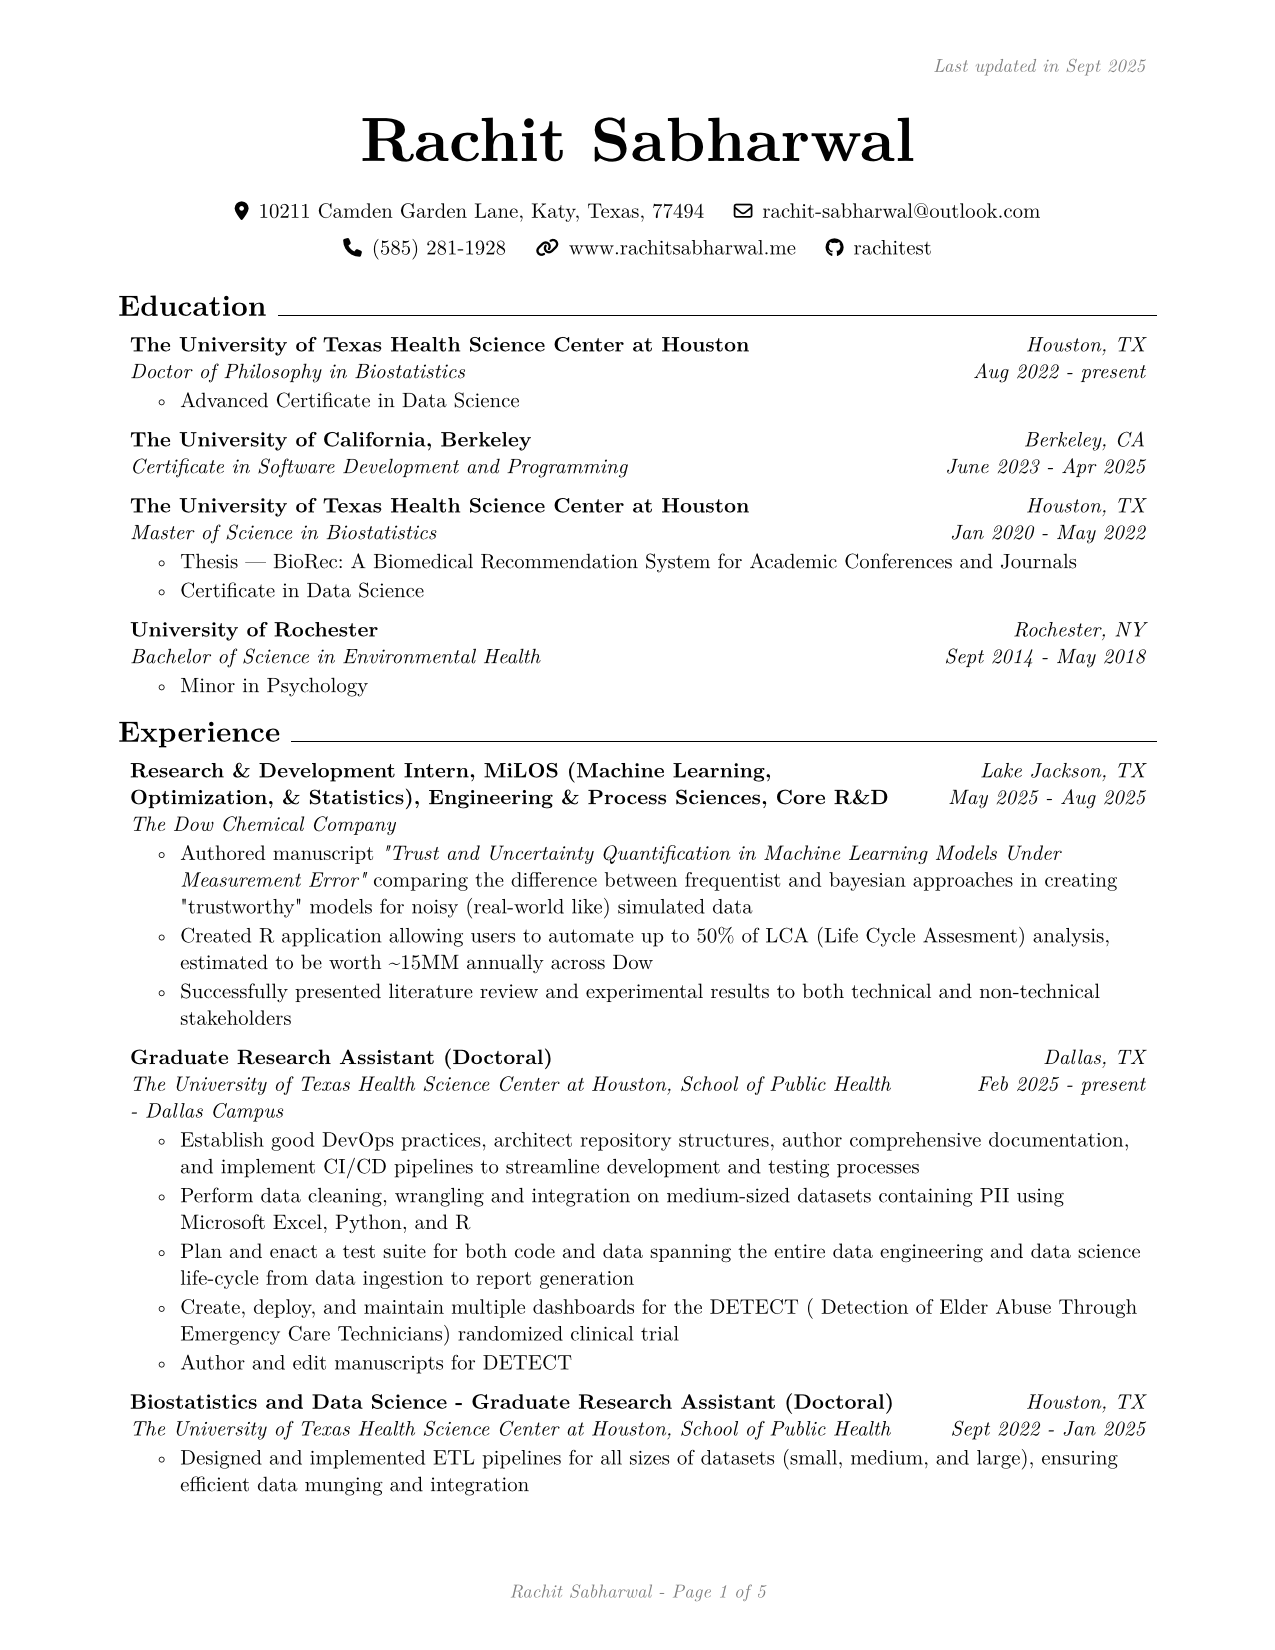 Last updated in Sept 2025
Rachit Sabharwal
10211 Camden Garden Lane, Katy, Texas, 77494 rachit-sabharwal@outlook.com
(585) 281-1928 www.rachitsabharwal.me rachitest
Education
The University of Texas Health Science Center at Houston Houston, TX
Doctor of Philosophy in Biostatistics Aug 2022 - present
◦ Advanced Certificate in Data Science
The University of California, Berkeley Berkeley, CA
Certificate in Software Development and Programming June 2023 - Apr 2025
The University of Texas Health Science Center at Houston Houston, TX
Master of Science in Biostatistics Jan 2020 - May 2022
◦ Thesis — BioRec: A Biomedical Recommendation System for Academic Conferences and Journals
◦ Certificate in Data Science
University of Rochester Rochester, NY
Bachelor of Science in Environmental Health Sept 2014 - May 2018
◦ Minor in Psychology
Experience
Research & Development Intern, MiLOS (Machine Learning, Lake Jackson, TX
Optimization, & Statistics), Engineering & Process Sciences, Core R&D May 2025 - Aug 2025
The Dow Chemical Company
◦ Authored manuscript "Trust and Uncertainty Quantification in Machine Learning Models Under
Measurement Error" comparing the difference between frequentist and bayesian approaches in creating
"trustworthy" models for noisy (real-world like) simulated data
◦ Created R application allowing users to automate up to 50% of LCA (Life Cycle Assesment) analysis,
estimated to be worth ~15MM annually across Dow
◦ Successfully presented literature review and experimental results to both technical and non-technical
stakeholders
Graduate Research Assistant (Doctoral) Dallas, TX
The University of Texas Health Science Center at Houston, School of Public Health Feb 2025 - present
- Dallas Campus
◦ Establish good DevOps practices, architect repository structures, author comprehensive documentation,
and implement CI/CD pipelines to streamline development and testing processes
◦ Perform data cleaning, wrangling and integration on medium-sized datasets containing PII using
Microsoft Excel, Python, and R
◦ Plan and enact a test suite for both code and data spanning the entire data engineering and data science
life-cycle from data ingestion to report generation
◦ Create, deploy, and maintain multiple dashboards for the DETECT ( Detection of Elder Abuse Through
Emergency Care Technicians) randomized clinical trial
◦ Author and edit manuscripts for DETECT
Biostatistics and Data Science - Graduate Research Assistant (Doctoral) Houston, TX
The University of Texas Health Science Center at Houston, School of Public Health Sept 2022 - Jan 2025
◦ Designed and implemented ETL pipelines for all sizes of datasets (small, medium, and large), ensuring
efficient data munging and integration
Rachit Sabharwal - Page 1 of 5